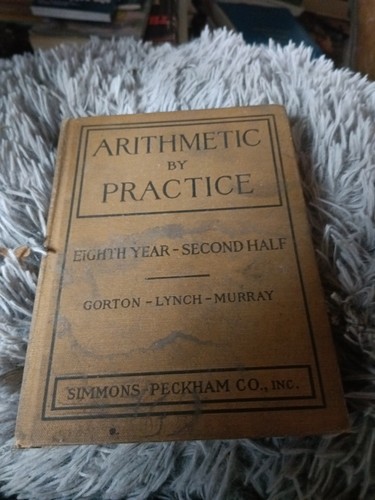 ARITHMETIC
BY
PRACTICE
EIGHTH YEAR - SECOND HALF
GORTON - LYNCH - MURRAY
SIMMONS-PECKHAM CO., INC.